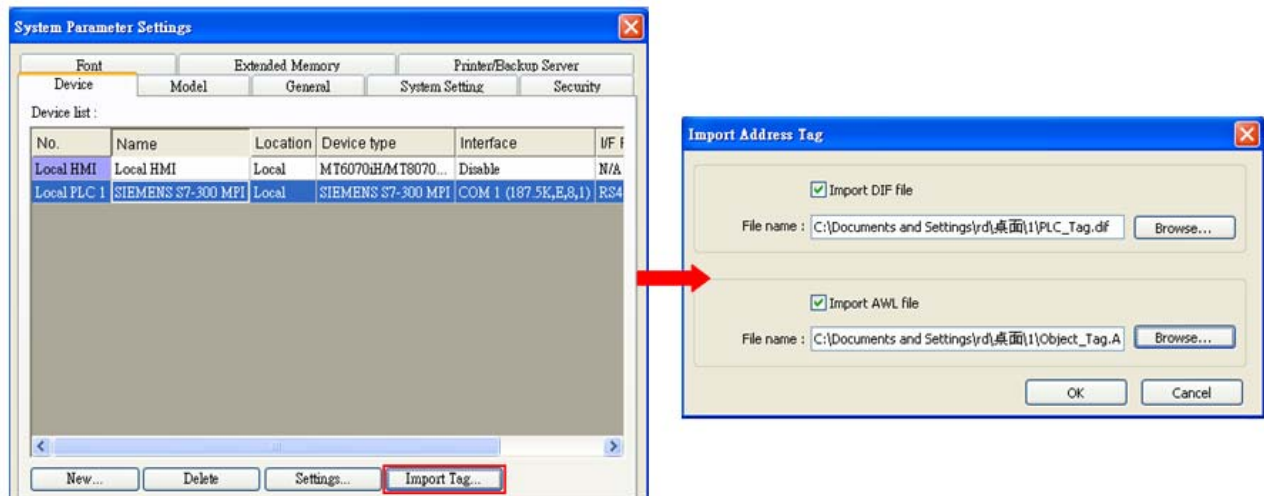 System Parameter Settings
Font Extended Memory Printer/Backup Server
Device Model General System Setting Security
Device list :
No. Name Location Device type Interface I/F
Local HMI Local HMI Local MT6070iH/MT8070... Disable N/A
Local PLC 1 SIEMENS S7-300 MPI Local SIEMENS S7-300 MPI COM 1 (187.5K,E,8,1) RS4
New... Delete Settings... Import Tag...
Import Address Tag
Import DIF file
File name : C:\Documents and Settings\rd\桌面\1\PLC_Tag.dif Browse...
Import AWL file
File name : C:\Documents and Settings\rd\桌面\1\Object_Tag.A Browse...
OK Cancel